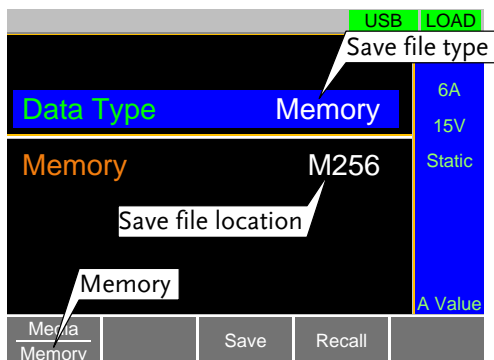 USB LOAD
Save file type
6A
Data Type Memory
15V
Memory M256 Static
Save file location
Memory
A Value
Media
Memory Save Recall